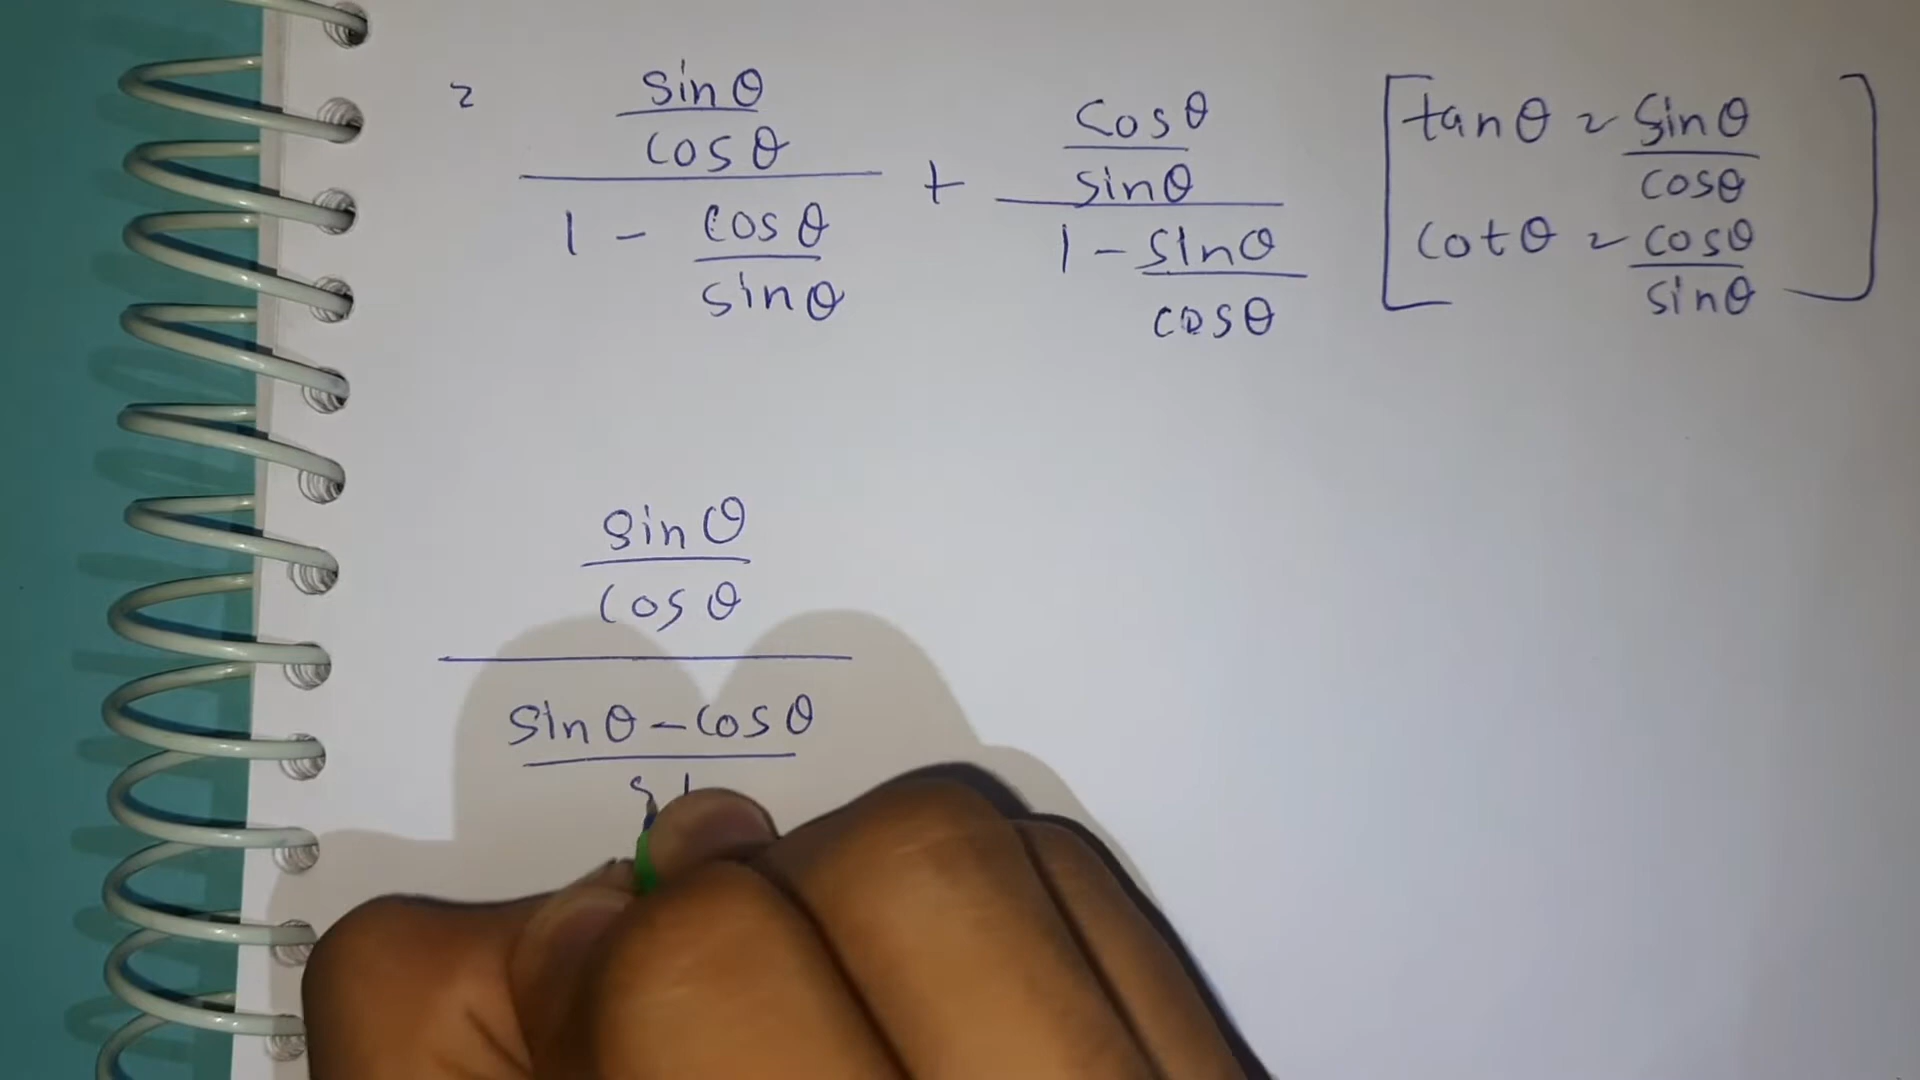 = sinθ/cosθ / 1 - cosθ/sinθ + cosθ/sinθ / 1 - sinθ/cosθ [tanθ = sinθ/cosθ
cotθ = cosθ/sinθ]
sinθ/cosθ
sinθ - cosθ